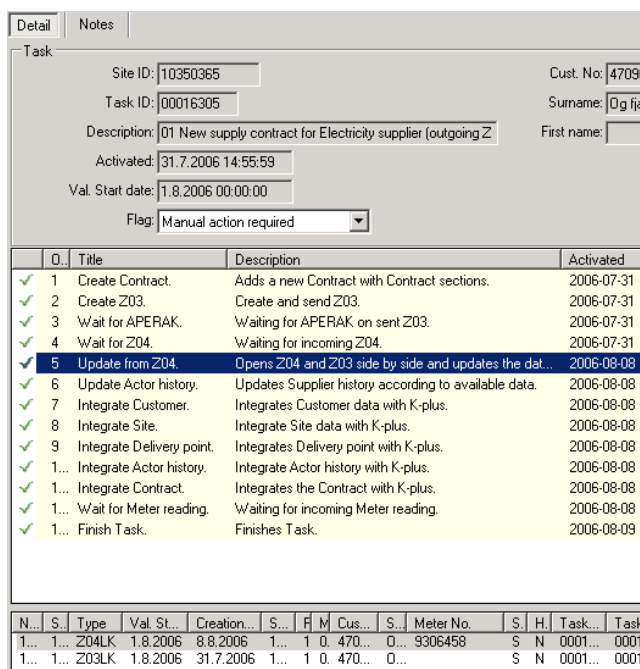 Detail Notes
Task
Site ID: 10350365 Cust. No: 4709
Task ID: 00016305 Surname: Og fja
Description: 01 New supply contract for Electricity supplier (outgoing Z First name:
Activated: 31.7.2006 14:55:59
Val. Start date: 1.8.2006 00:00:00
Flag: Manual action required
O.. Title Description Activated
1 Create Contract. Adds a new Contract with Contract sections. 2006-07-31
2 Create Z03. Create and send Z03. 2006-07-31
3 Wait for APERAK. Waiting for APERAK on sent Z03. 2006-07-31
4 Wait for Z04. Waiting for incoming Z04. 2006-07-31
5 Update from Z04. Opens Z04 and Z03 side by side and updates the dat... 2006-08-08
6 Update Actor history. Updates Supplier history according to available data. 2006-08-08
7 Integrate Customer. Integrates Customer data with K-plus. 2006-08-08
8 Integrate Site. Integrate Site data with K-plus. 2006-08-08
9 Integrate Delivery point. Integrates Delivery point with K-plus. 2006-08-08
1... Integrate Actor history. Integrate Actor history with K-plus. 2006-08-08
1... Integrate Contract. Integrates the Contract with K-plus. 2006-08-08
1... Wait for Meter reading. Waiting for incoming Meter reading. 2006-08-08
1... Finish Task. Finishes Task. 2006-08-09
N... S.. Type Val. St... Creation... S... F M Cus... S... Meter No. S. H. Task... Task
1... 1... Z04LK 1.8.2006 8.8.2006 1... 1 0. 470... O... 9306458 S N 0001... 0001
1... 1... Z03LK 1.8.2006 31.7.2006 1... 1 0. 470... O... S N 0001... 0001